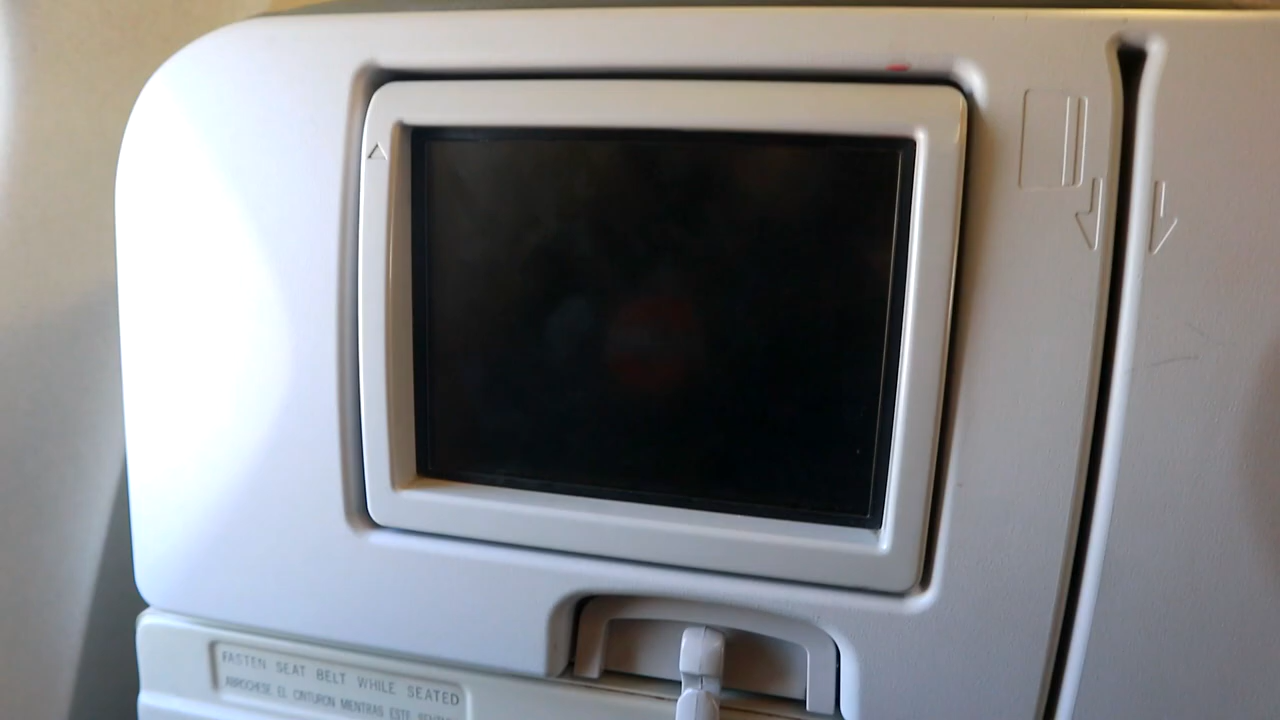 FASTEN SEAT BELT WHILE SEATED
ABROCHESE EL CINTURON MIENTRAS ESTE